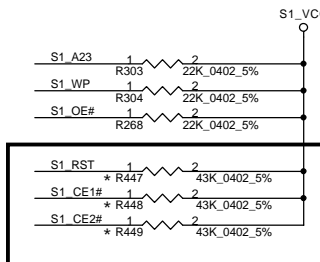 S1_VC
S1_A23 1 2
R303 22K_0402_5%
S1_WP 1 2
R304 22K_0402_5%
S1_OE# 1 2
R268 22K_0402_5%
S1_RST 1 2
* R447 43K_0402_5%
S1_CE1# 1 2
* R448 43K_0402_5%
S1_CE2# 1 2
* R449 43K_0402_5%